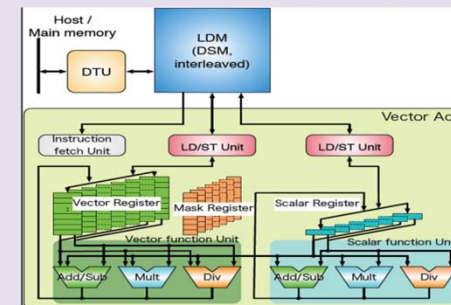 Host /
Main memory
DTU
LDM
(DSM,
interleaved)
Vector Ac
Instruction
fetch Unit
LD/ST Unit
LD/ST Unit
Vector Register
Mask Register
Scalar Register
Vector function Unit
Scalar function Un
Add/Sub
Mult
Div
Add/Sub
Mult
Div